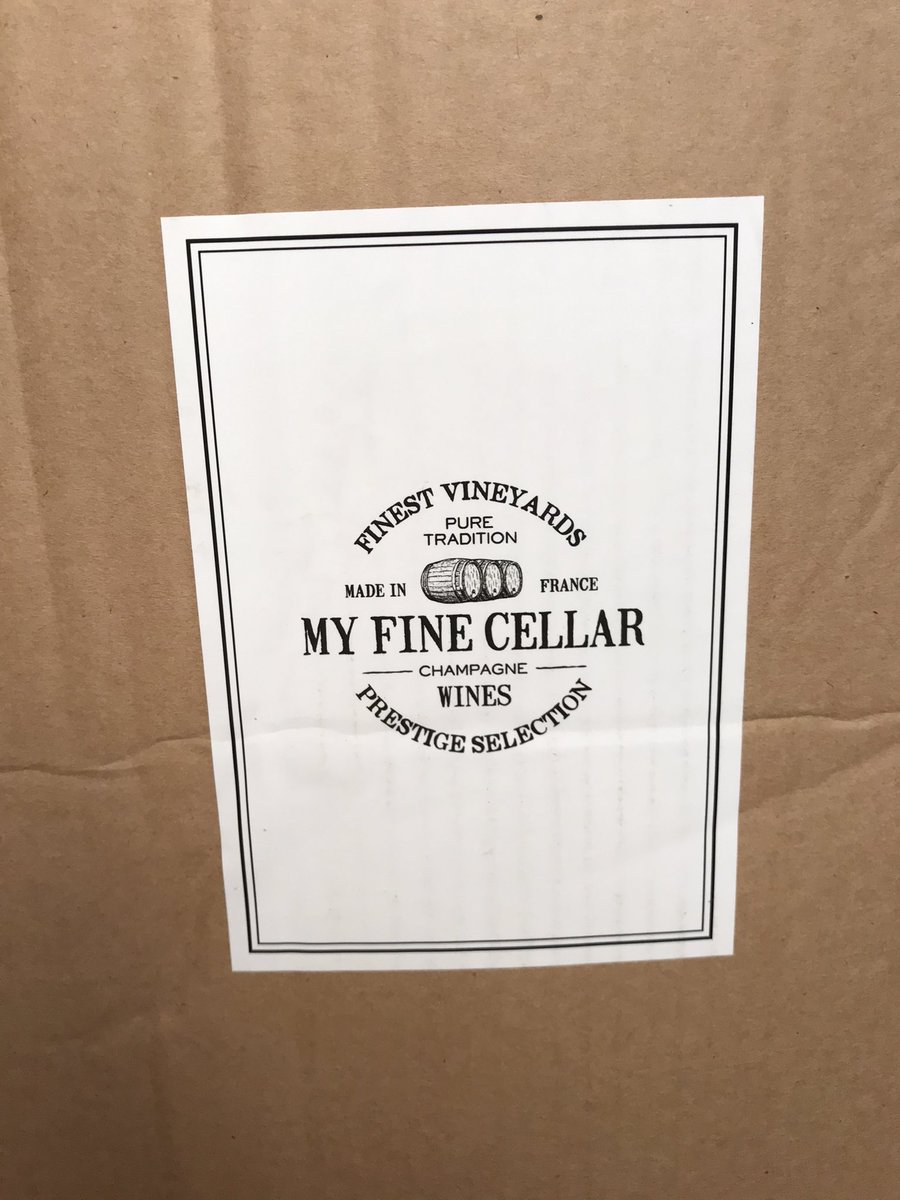 FINEST VINEYARDS
PURE
TRADITION
MADE IN FRANCE
MY FINE CELLAR
CHAMPAGNE
WINES
PRESTIGE SELECTION